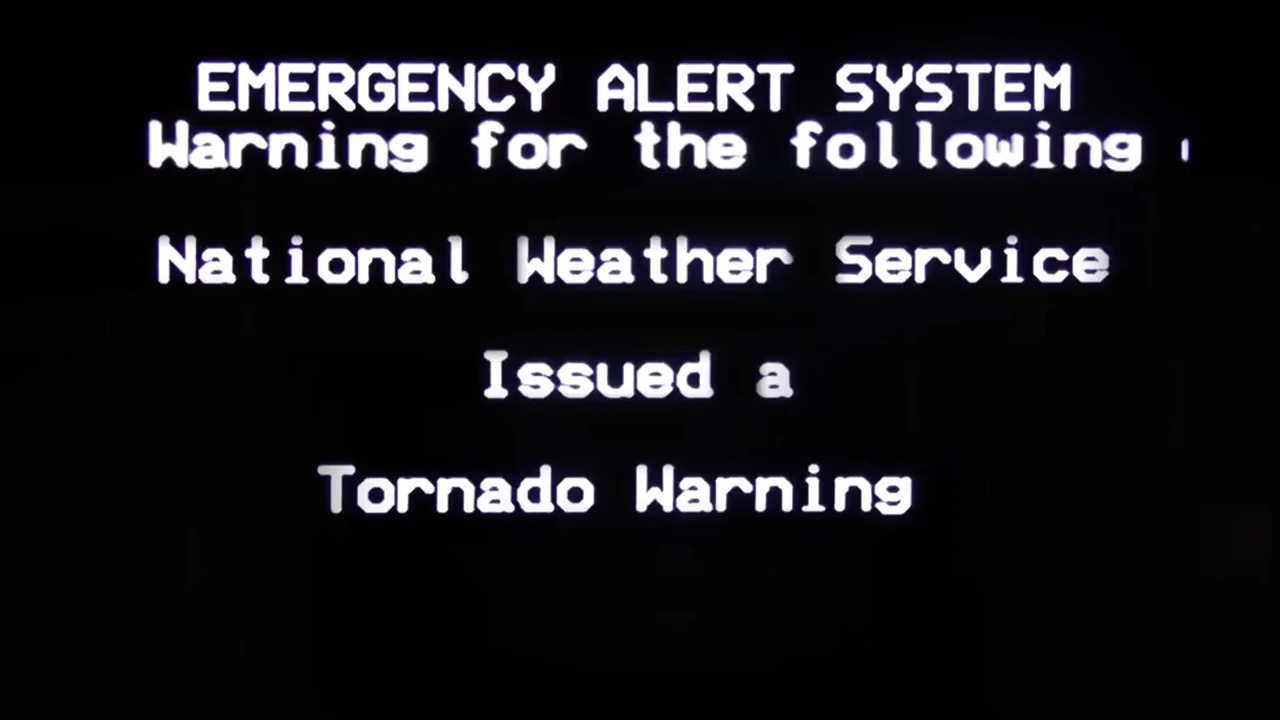 EMERGENCY ALERT SYSTEM
Warning for the following
National Weather Service
Issued a
Tornado Warning